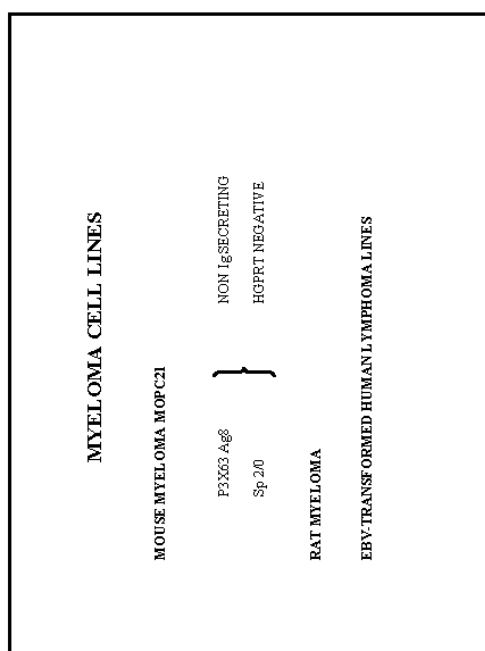 MYELOMA CELL LINES
MOUSE MYELOMA MOPC21
P3X63 Ag8 NON IgSECRETING
Sp 2/0 HGPRT NEGATIVE
RAT MYELOMA
EBV-TRANSFORMED HUMAN LYMPHOMA LINES